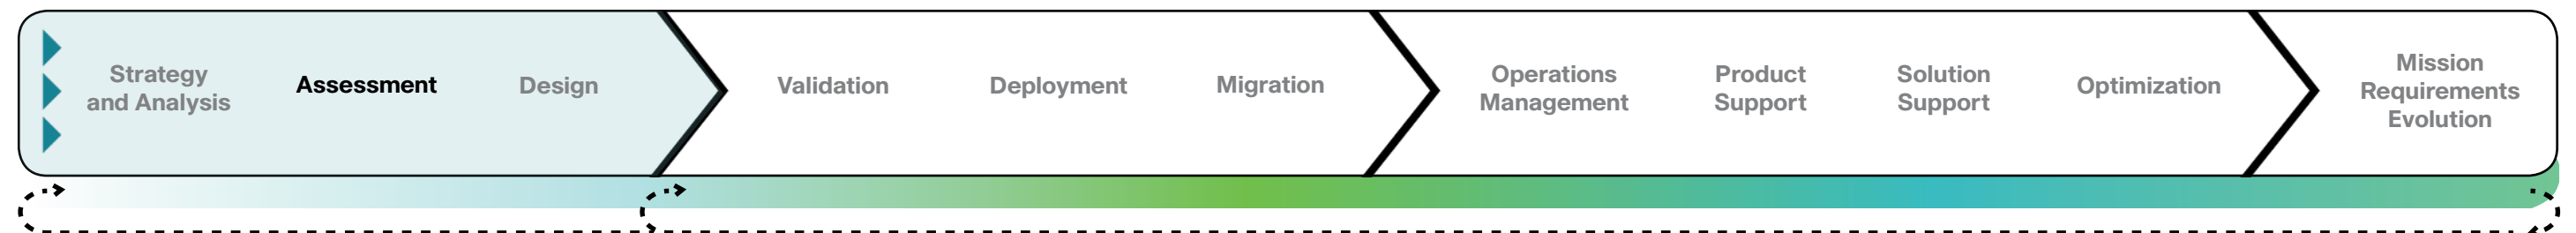 Strategy
and Analysis
Assessment
Design
Validation
Deployment
Migration
Operations
Management
Product
Support
Solution
Support
Optimization
Mission
Requirements
Evolution